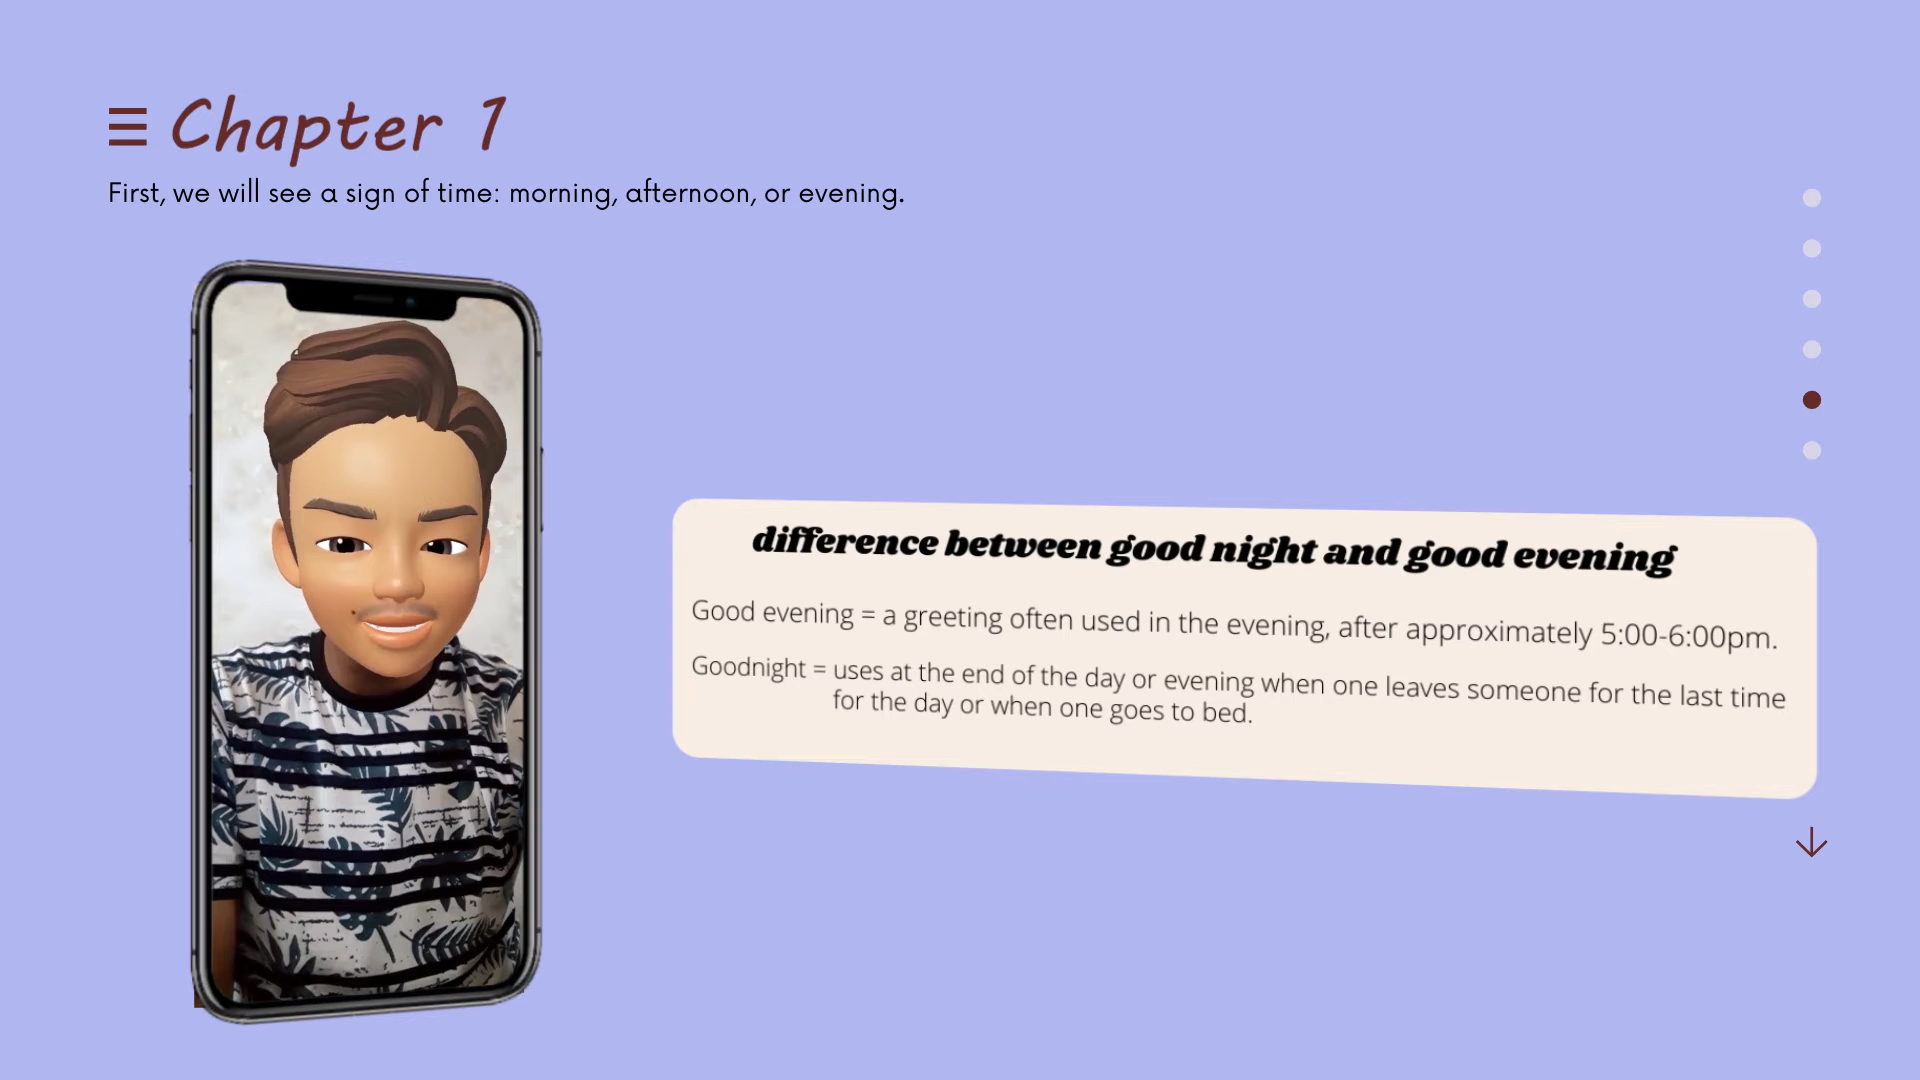 Chapter 1
First, we will see a sign of time: morning, afternoon, or evening.
difference between good night and good evening
Good evening = a greeting often used in the evening, after approximately 5:00-6:00pm.
Goodnight = uses at the end of the day or evening when one leaves someone for the last time
for the day or when one goes to bed.